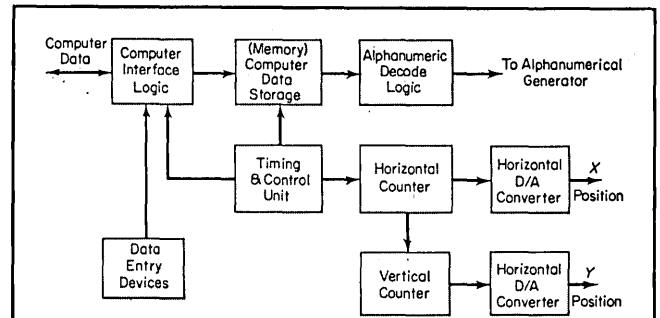 Computer
Data
Computer
Interface
Logic
(Memory)
Computer
Data
Storage
Alphanumeric
Decode
Logic
To Alphanumerical
Generator
Timing
& Control
Unit
Horizontal
Counter
Horizontal
D/A
Converter
X
Position
Data
Entry
Devices
Vertical
Counter
Horizontal
D/A
Converter
Y
Position